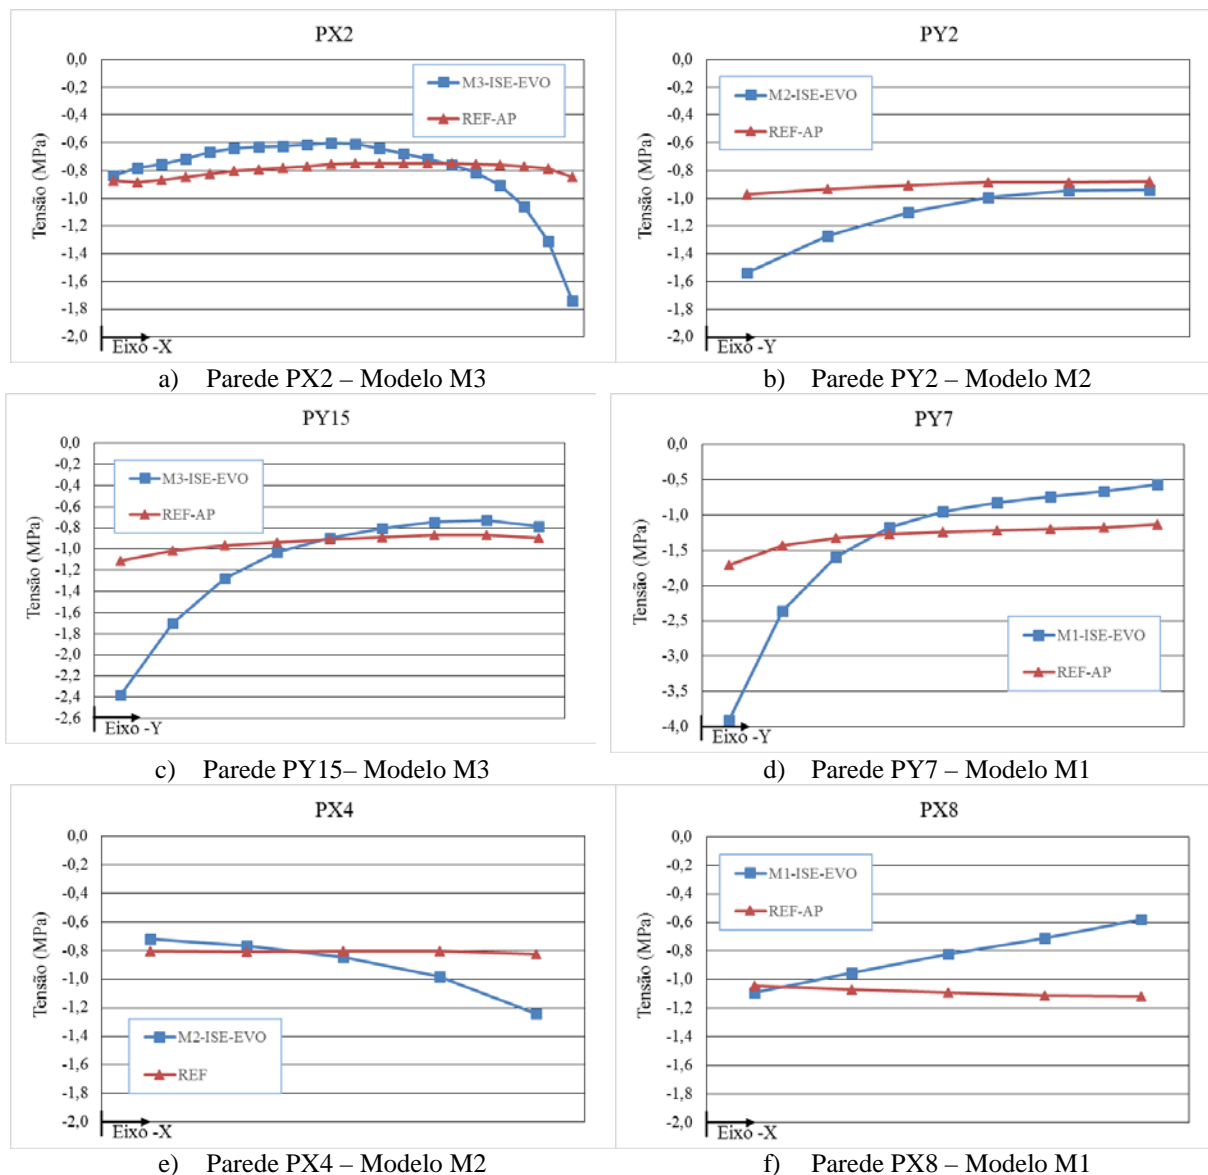 PX2
0,0
-0,2
-0,4
-0,6
-0,8
-1,0
-1,2
-1,4
-1,6
-1,8
-2,0
Tensão (MPa)
M3-ISE-EVO
REF-AP
Eixo -X
a) Parede PX2 – Modelo M3
PY2
0,0
-0,2
-0,4
-0,6
-0,8
-1,0
-1,2
-1,4
-1,6
-1,8
-2,0
Tensão (MPa)
M2-ISE-EVO
REF-AP
Eixo -Y
b) Parede PY2 – Modelo M2
PY15
0,0
-0,2
-0,4
-0,6
-0,8
-1,0
-1,2
-1,4
-1,6
-1,8
-2,0
-2,2
-2,4
-2,6
Tensão (MPa)
M3-ISE-EVO
REF-AP
Eixo -Y
c) Parede PY15– Modelo M3
PY7
0,0
-0,5
-1,0
-1,5
-2,0
-2,5
-3,0
-3,5
-4,0
Tensão (MPa)
M1-ISE-EVO
REF-AP
Eixo -Y
d) Parede PY7 – Modelo M1
PX4
0,0
-0,2
-0,4
-0,6
-0,8
-1,0
-1,2
-1,4
-1,6
-1,8
-2,0
Tensão (MPa)
M2-ISE-EVO
REF
Eixo -X
e) Parede PX4 – Modelo M2
PX8
0,0
-0,2
-0,4
-0,6
-0,8
-1,0
-1,2
-1,4
-1,6
-1,8
-2,0
Tensão (MPa)
M1-ISE-EVO
REF-AP
Eixo -X
f) Parede PX8 – Modelo M1